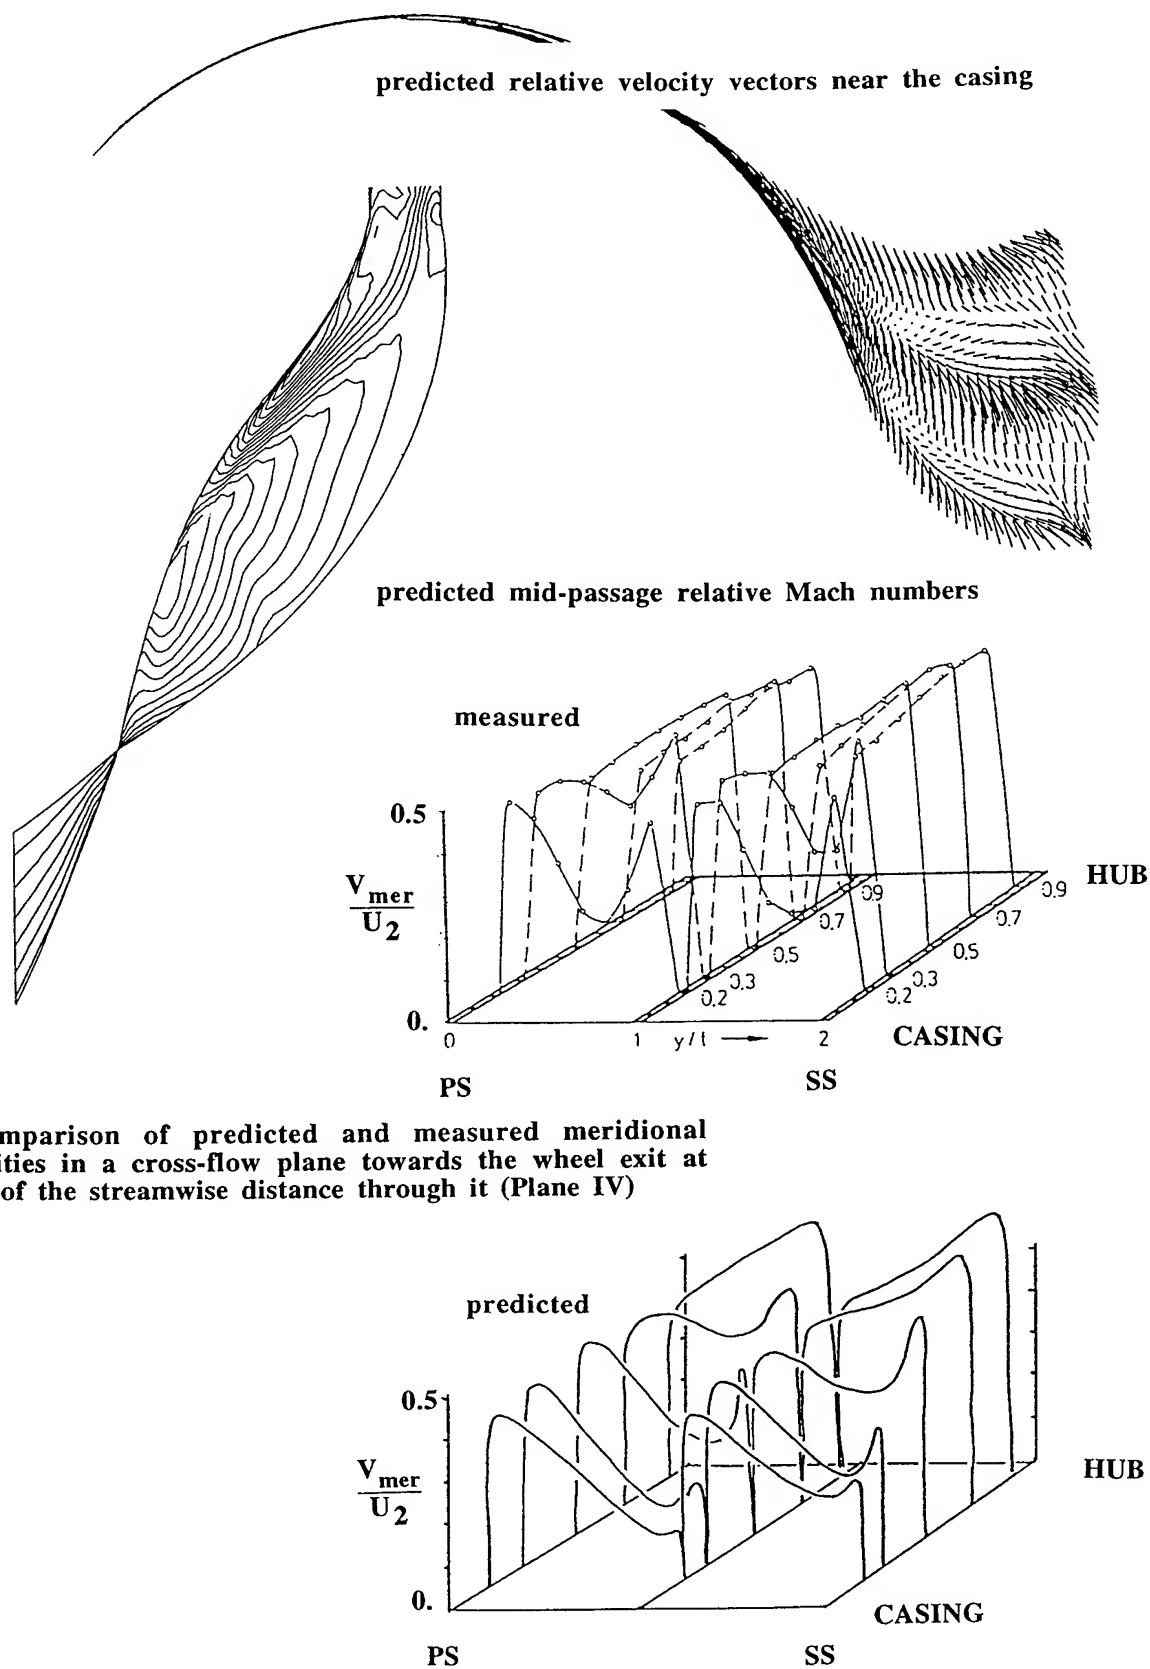 predicted relative velocity vectors near the casing
predicted mid-passage relative Mach numbers
measured
0.5
V mer
U 2
0.
HUB
0.9
0.9
0.7
0.7
0.5
0.5
0.3
0.3
0.2
0.2
CASING
0
1
y/t
2
PS
SS
mparison of predicted and measured meridional
ities in a cross-flow plane towards the wheel exit at
of the streamwise distance through it (Plane IV)
predicted
0.5
V mer
U 2
0.
HUB
CASING
PS
SS